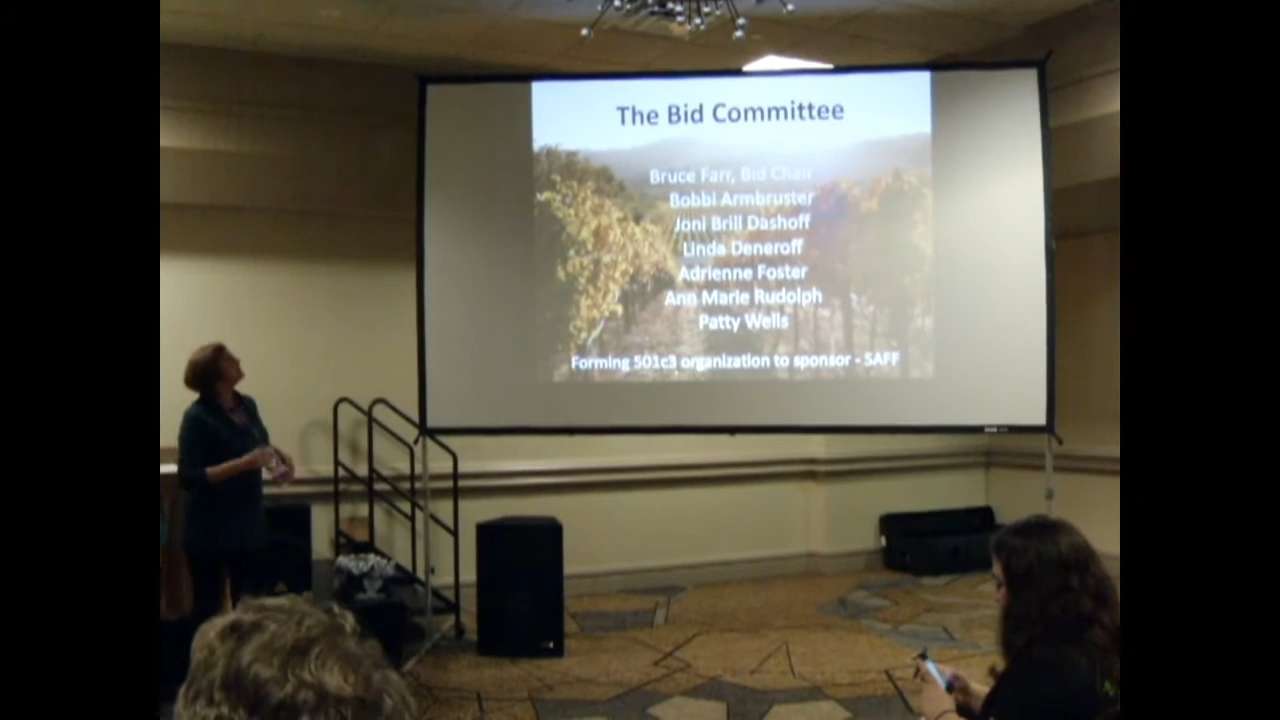 The Bid Committee
Bruce Farr, Bid Chair
Bobbi Armbruster
Joni Brill Dashoff
Linda Deneroff
Adrienne Foster
Ann Marie Rudolph
Patty Wells
Forming 501c3 organization to sponsor - SAFF